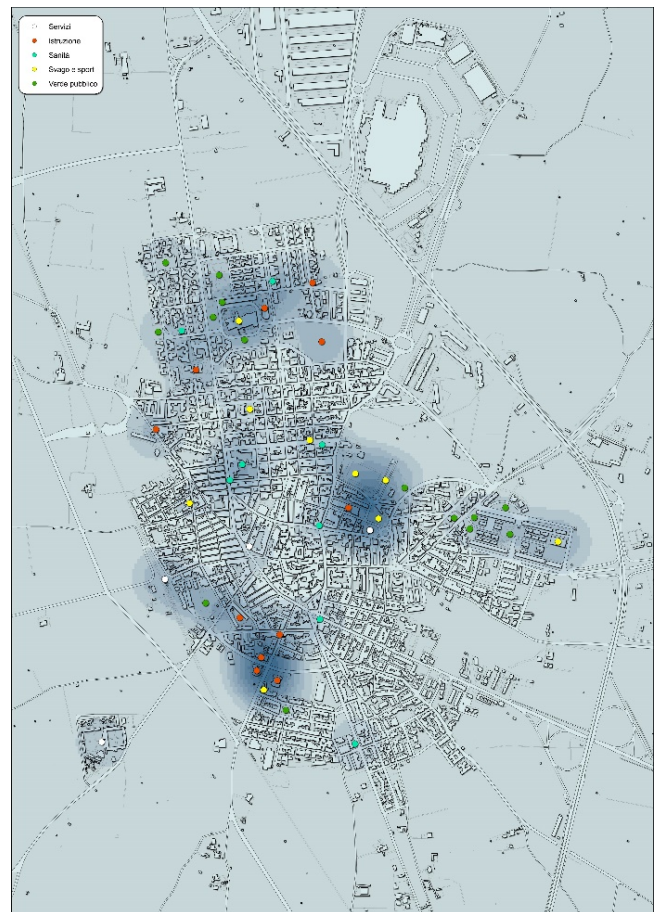 Servizi
Istruzione
Sanità
Svago e sport
Verde pubblico